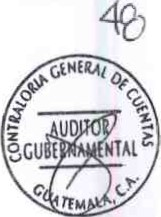 48
CONTRALORIA GENERAL DE CUENTAS
AUDITOR
GUBERNAMENTAL
GUATEMALA, C.A.